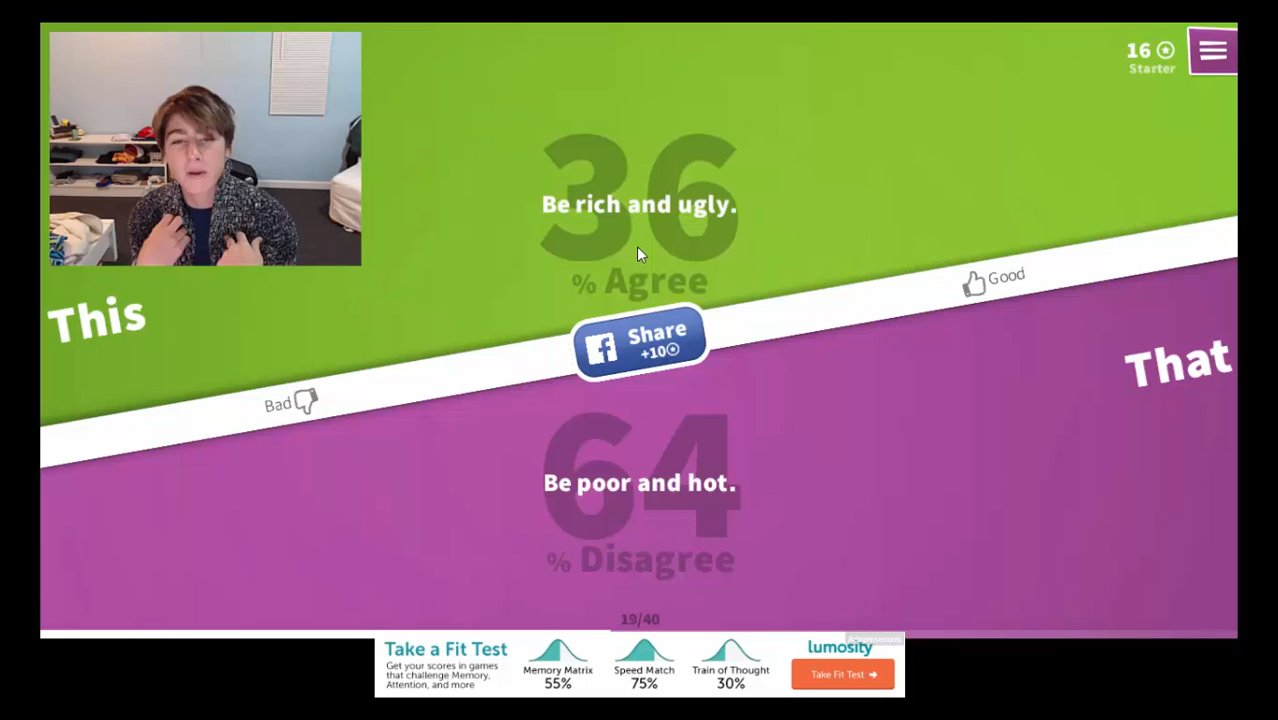 16
Starter
36
Be rich and ugly.
% Agree
Good
This
Share
+10
That
Bad
64
Be poor and hot.
% Disagree
19/40
Advertisement
Take a Fit Test
Get your scores in games
that challenge Memory,
Attention, and more
Memory Matrix
55%
Speed Match
75%
Train of Thought
30%
lumosity
Take Fit Test